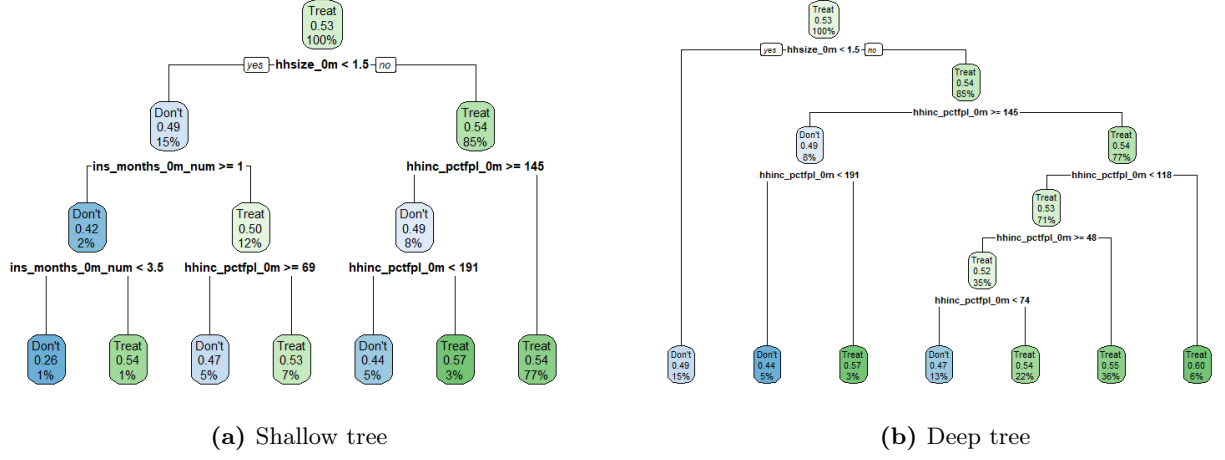 Treat
0.53
100%
yes hhsize_0m < 1.5 no
Don't
0.49
15%
Treat
0.54
85%
ins_months_0m_num >= 1
hhinc_pctfpl_0m >= 145
Don't
0.42
2%
Treat
0.50
12%
Don't
0.49
8%
ins_months_0m_num < 3.5
hhinc_pctfpl_0m >= 69
hhinc_pctfpl_0m < 191
Don't
0.26
1%
Treat
0.54
1%
Don't
0.47
5%
Treat
0.53
7%
Don't
0.44
5%
Treat
0.57
3%
Treat
0.54
77%
(a) Shallow tree
Treat
0.53
100%
yes hhsize_0m < 1.5 no
Treat
0.54
85%
hhinc_pctfpl_0m >= 145
Don't
0.49
8%
Treat
0.54
77%
hhinc_pctfpl_0m < 191
hhinc_pctfpl_0m < 118
Treat
0.53
71%
hhinc_pctfpl_0m >= 48
Treat
0.52
35%
hhinc_pctfpl_0m < 74
Don't
0.49
15%
Don't
0.44
5%
Treat
0.57
3%
Don't
0.47
13%
Treat
0.54
22%
Treat
0.55
36%
Treat
0.60
6%
(b) Deep tree